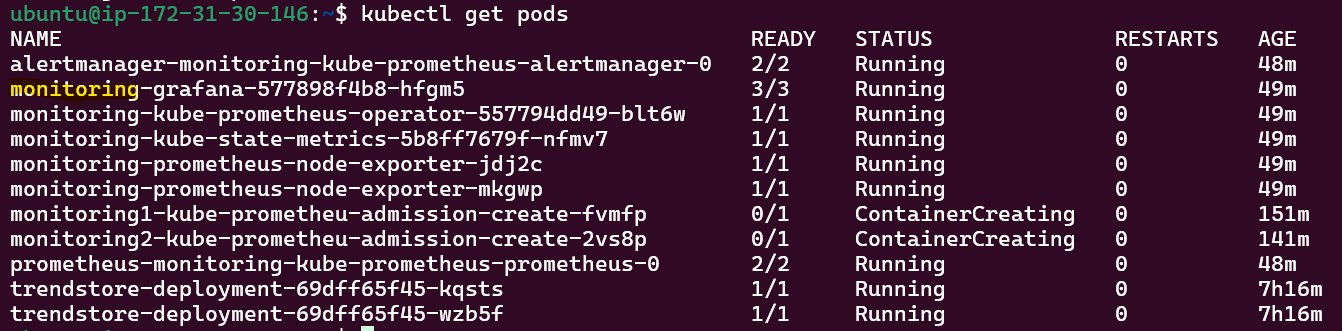 ubuntu@ip-172-31-30-146:~$ kubectl get pods
NAME READY STATUS RESTARTS AGE
alertmanager-monitoring-kube-prometheus-alertmanager-0 2/2 Running 0 48m
monitoring-grafana-577898f4b8-hfgm5 3/3 Running 0 49m
monitoring-kube-prometheus-operator-557794dd49-blt6w 1/1 Running 0 49m
monitoring-kube-state-metrics-5b8ff7679f-nfmv7 1/1 Running 0 49m
monitoring-prometheus-node-exporter-jdj2c 1/1 Running 0 49m
monitoring-prometheus-node-exporter-mkgwp 1/1 Running 0 49m
monitoring1-kube-prometheu-admission-create-fvmfp 0/1 ContainerCreating 0 151m
monitoring2-kube-prometheu-admission-create-2vs8p 0/1 ContainerCreating 0 141m
prometheus-monitoring-kube-prometheus-prometheus-0 2/2 Running 0 48m
trendstore-deployment-69dff65f45-kqsts 1/1 Running 0 7h16m
trendstore-deployment-69dff65f45-wzb5f 1/1 Running 0 7h16m